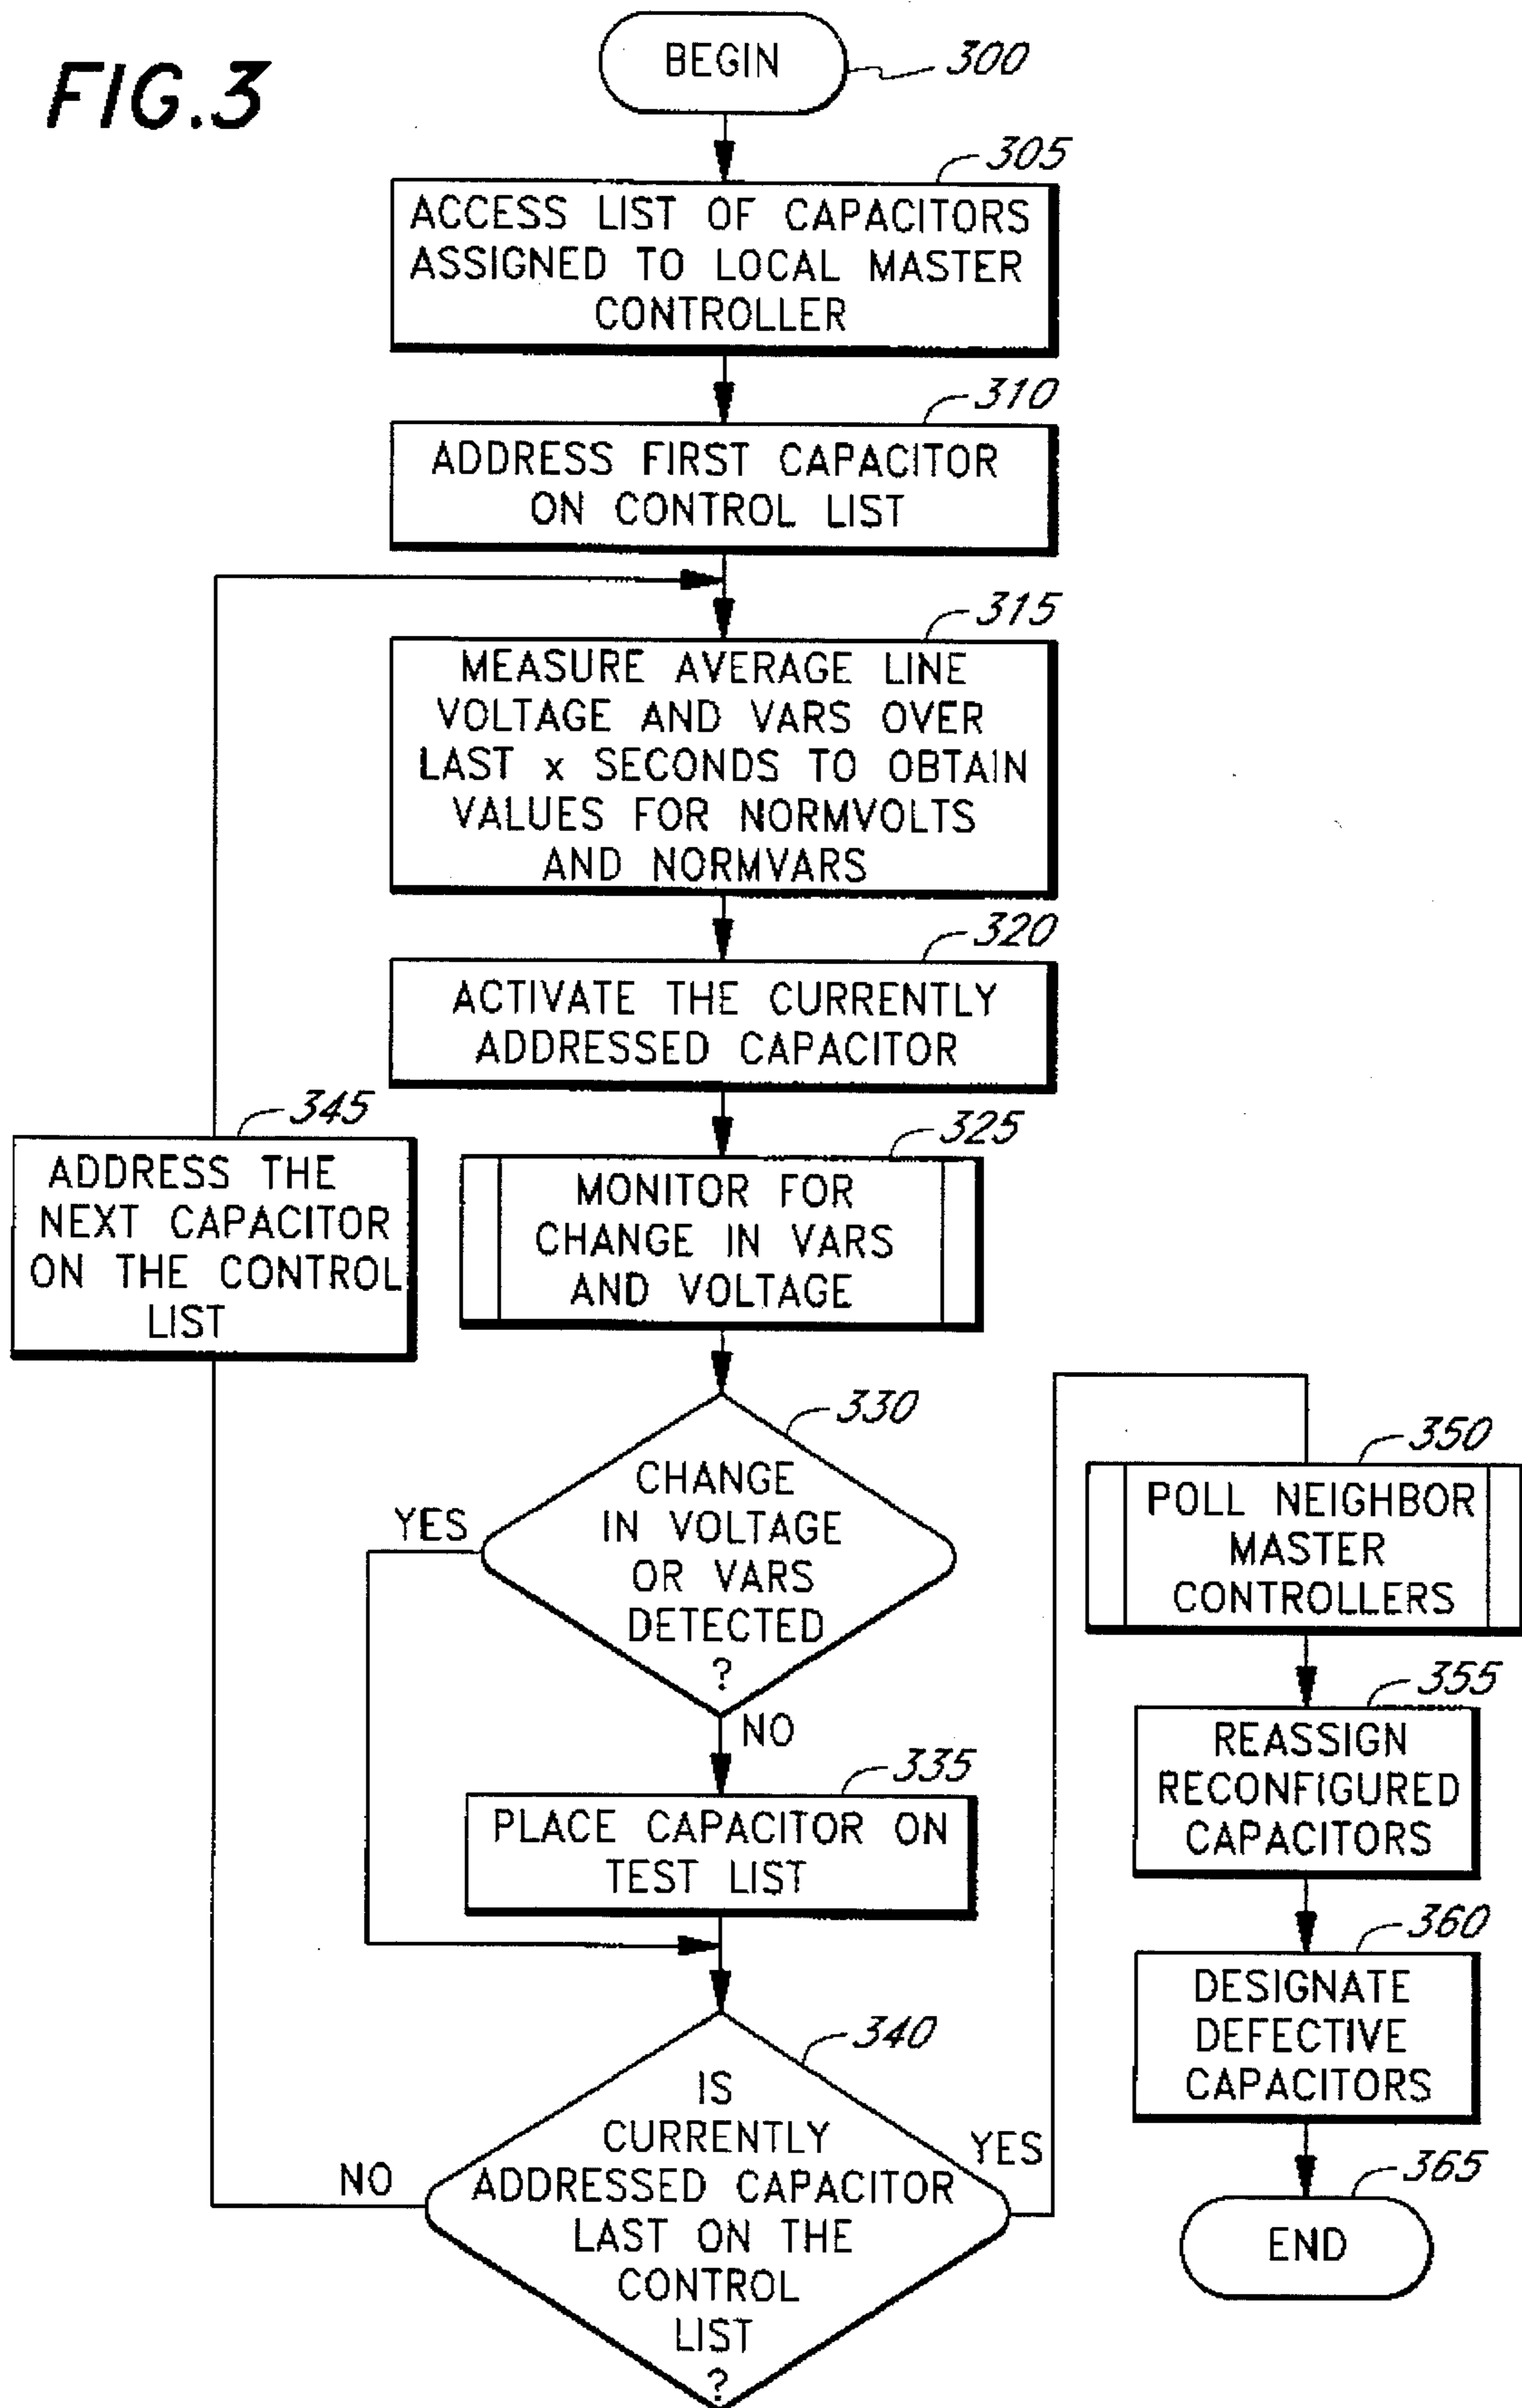 FIG.3
BEGIN
300
305
ACCESS LIST OF CAPACITORS
ASSIGNED TO LOCAL MASTER
CONTROLLER
310
ADDRESS FIRST CAPACITOR
ON CONTROL LIST
315
MEASURE AVERAGE LINE
VOLTAGE AND VARS OVER
LAST x SECONDS TO OBTAIN
VALUES FOR NORMVOLTS
AND NORMVARS
320
ACTIVATE THE CURRENTLY
ADDRESSED CAPACITOR
345
ADDRESS THE
NEXT CAPACITOR
ON THE CONTROL
LIST
325
MONITOR FOR
CHANGE IN VARS
AND VOLTAGE
330
CHANGE
IN VOLTAGE
OR VARS
DETECTED
?
YES
NO
335
PLACE CAPACITOR ON
TEST LIST
340
IS
CURRENTLY
ADDRESSED CAPACITOR
LAST ON THE
CONTROL
LIST
?
NO
YES
350
POLL NEIGHBOR
MASTER
CONTROLLERS
355
REASSIGN
RECONFIGURED
CAPACITORS
360
DESIGNATE
DEFECTIVE
CAPACITORS
365
END